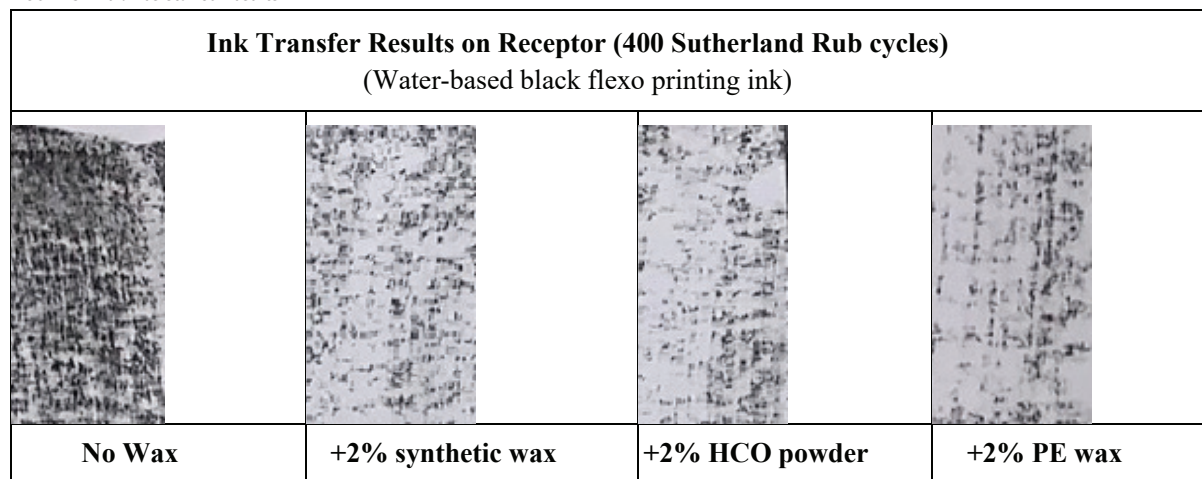 Ink Transfer Results on Receptor (400 Sutherland Rub cycles)
(Water-based black flexo printing ink)
No Wax
+2% synthetic wax
+2% HCO powder
+2% PE wax